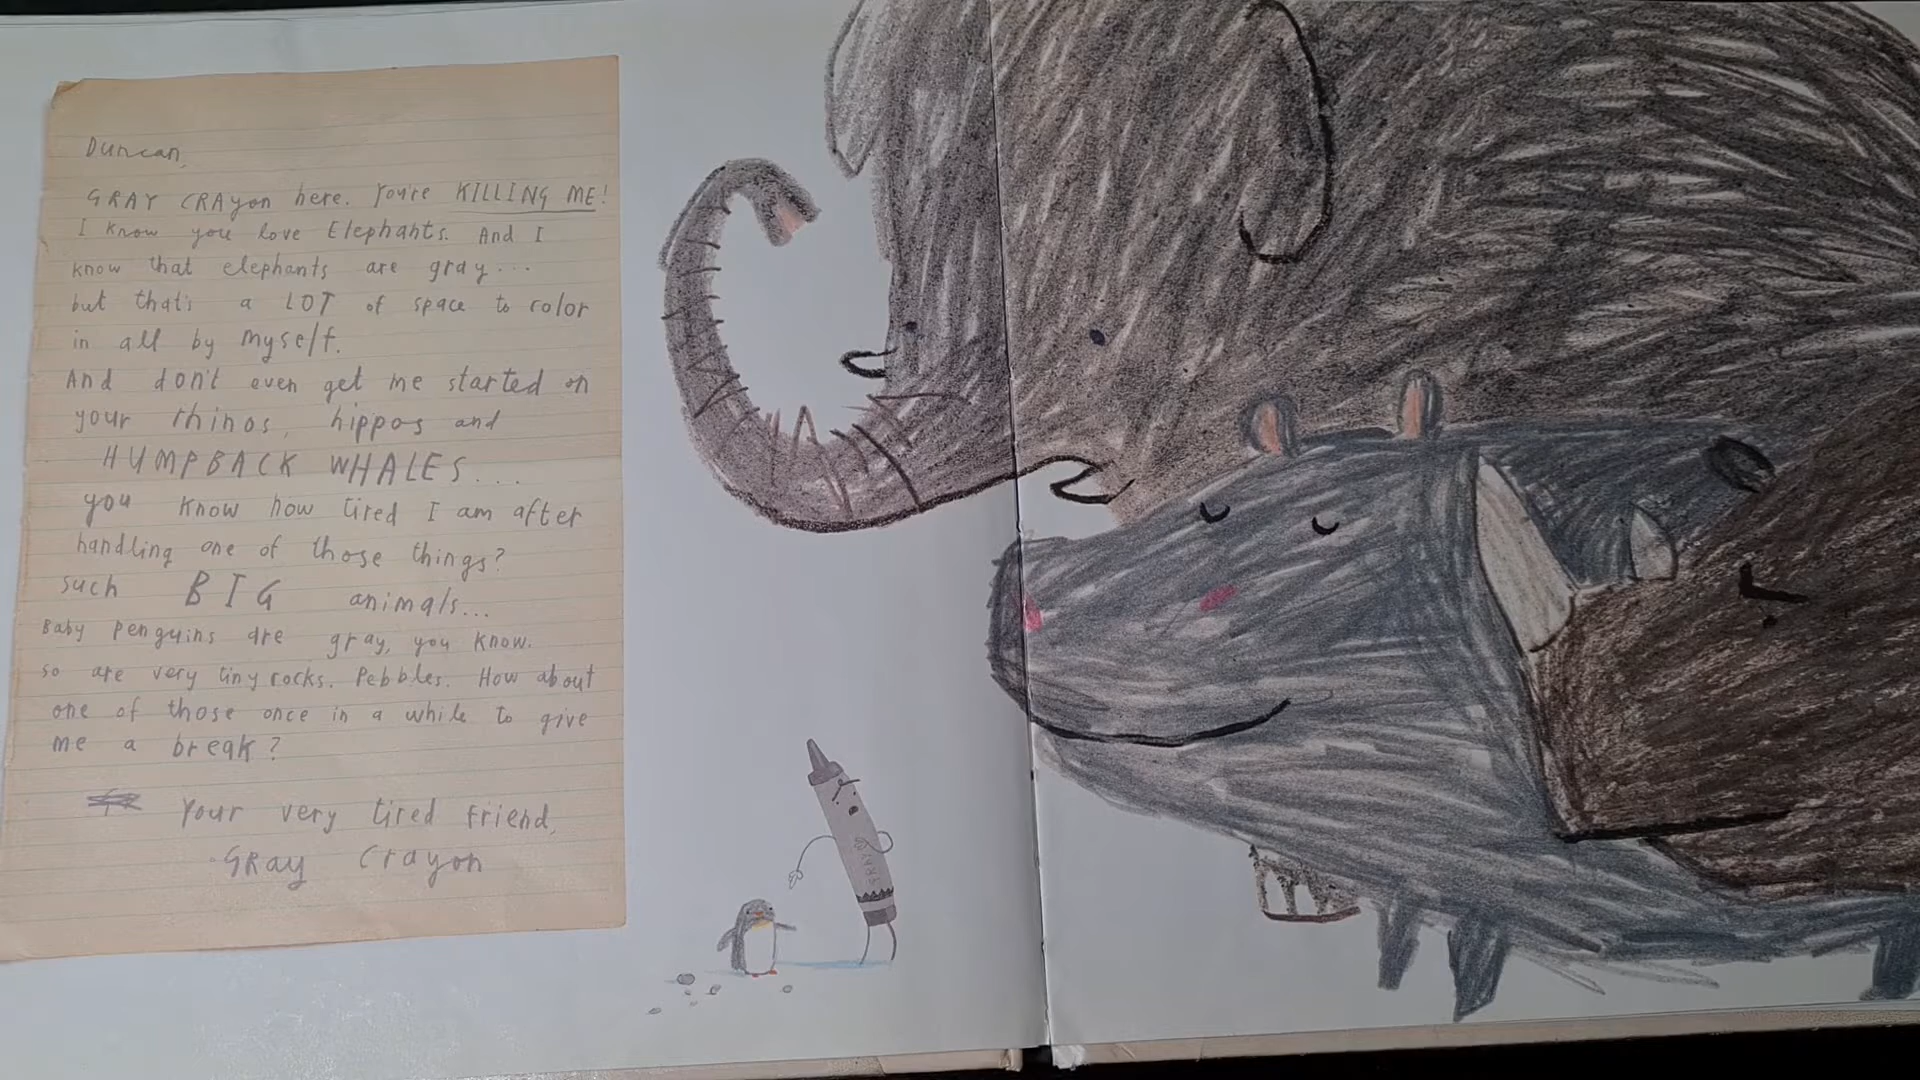 Duncan,
GRAY CRAYon here. You're KILLING ME!
I know you love Elephants. And I
know that elephants are gray...
but that's a LOT of space to color
in all by myself.
And don't even get me started on
your rhinos, hippos and
HUMPBACK WHALES...
you know how tired I am after
handling one of those things?
such BIG animals...
Baby penguins are gray, you know.
so are very tiny rocks. Pebbles. How about
one of those once in a while to give
me a break?
Your very tired friend,
GRay Crayon
GRAY